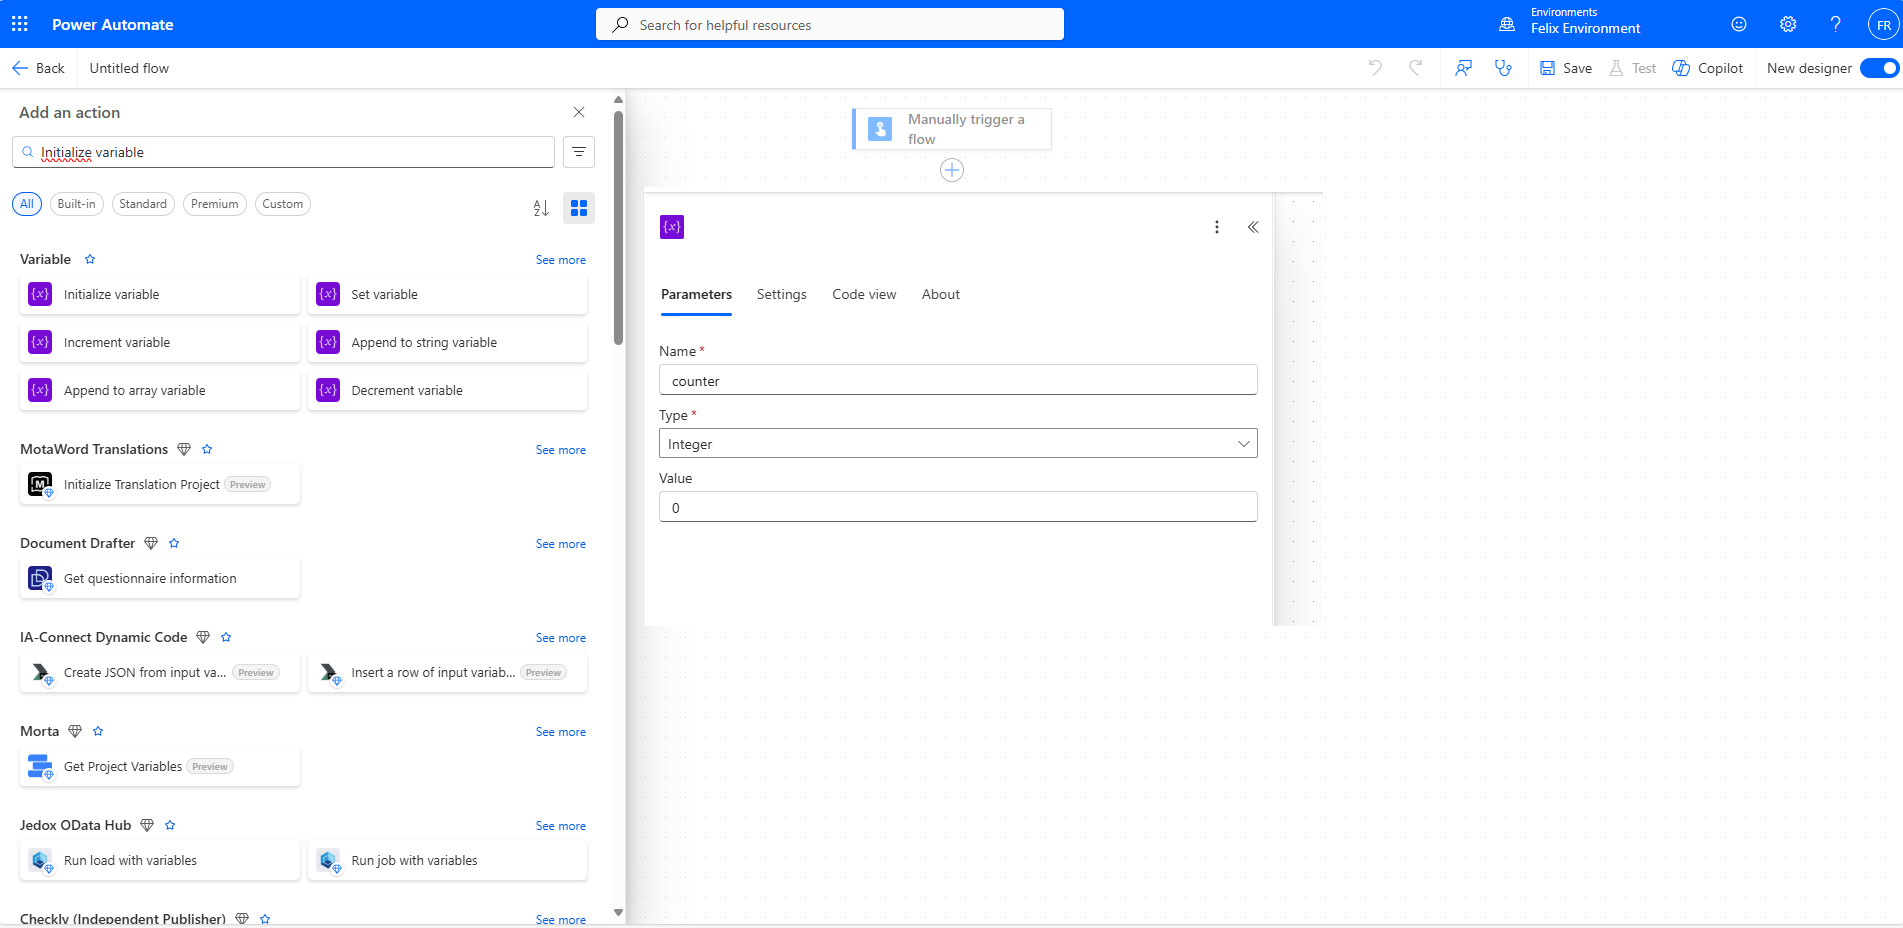 Power Automate
Search for helpful resources
Environments
Felix Environment
FR
Back
Untitled flow
Save
Test
Copilot
New designer
Add an action
Initialize variable
All
Built-in
Standard
Premium
Custom
A
Z
Variable
See more
{x} Initialize variable
{x} Set variable
{x} Increment variable
{x} Append to string variable
{x} Append to array variable
{x} Decrement variable
MotaWord Translations
See more
Initialize Translation Project Preview
Document Drafter
See more
Get questionnaire information
IA-Connect Dynamic Code
See more
Create JSON from input va... Preview
Insert a row of input variab... Preview
Morta
See more
Get Project Variables Preview
Jedox OData Hub
See more
Run load with variables
Run job with variables
Checkly (Independent Publisher)
See more
Manually trigger a
flow
{x}
Parameters
Settings
Code view
About
Name *
counter
Type *
Integer
Value
0